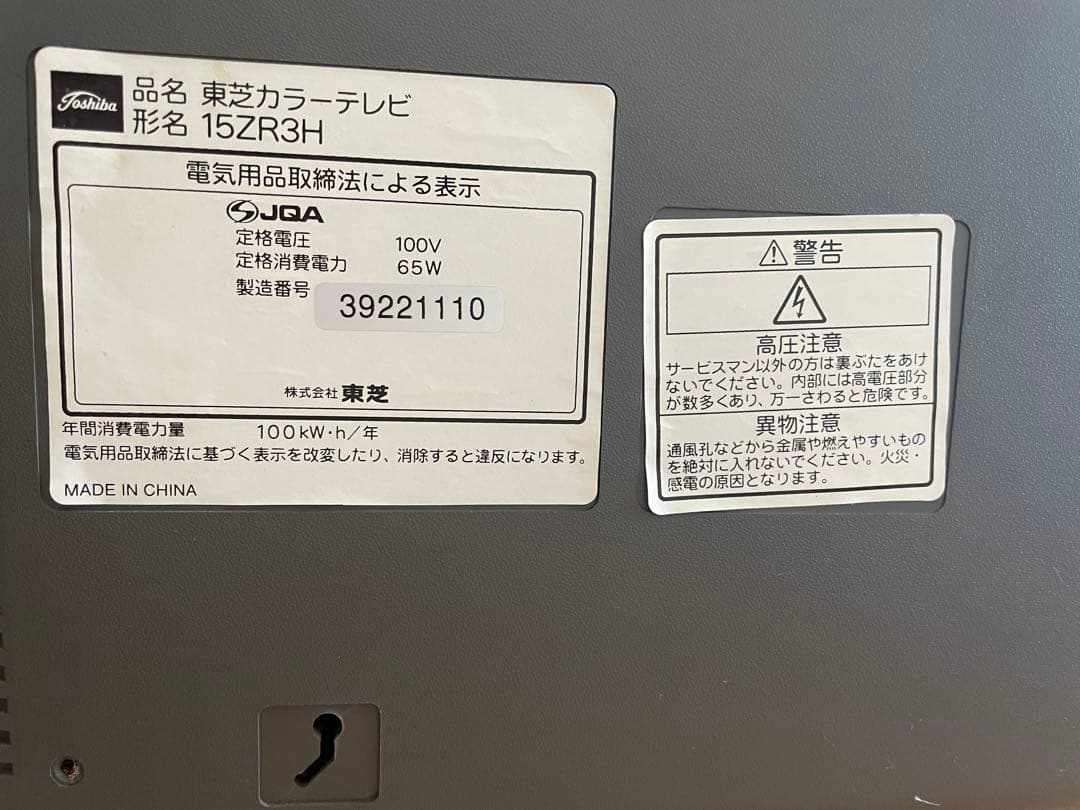 Toshiba
品名 東芝カラーテレビ
形名 15ZR3H
電気用品取締法による表示
JQA
定格電圧 100V
定格消費電力 65W
製造番号 39221110
株式会社 東芝
年間消費電力量 100kW·h/年
電気用品取締法に基づく表示を改変したり、消除すると違反になります。
MADE IN CHINA
警告
高圧注意
サービスマン以外の方は裏ぶたをあけ
ないでください。内部には高電圧部分
が数多くあり、万一さわると危険です。
異物注意
通風孔などから金属や燃えやすいもの
を絶対に入れないでください。火災・
感電の原因となります。